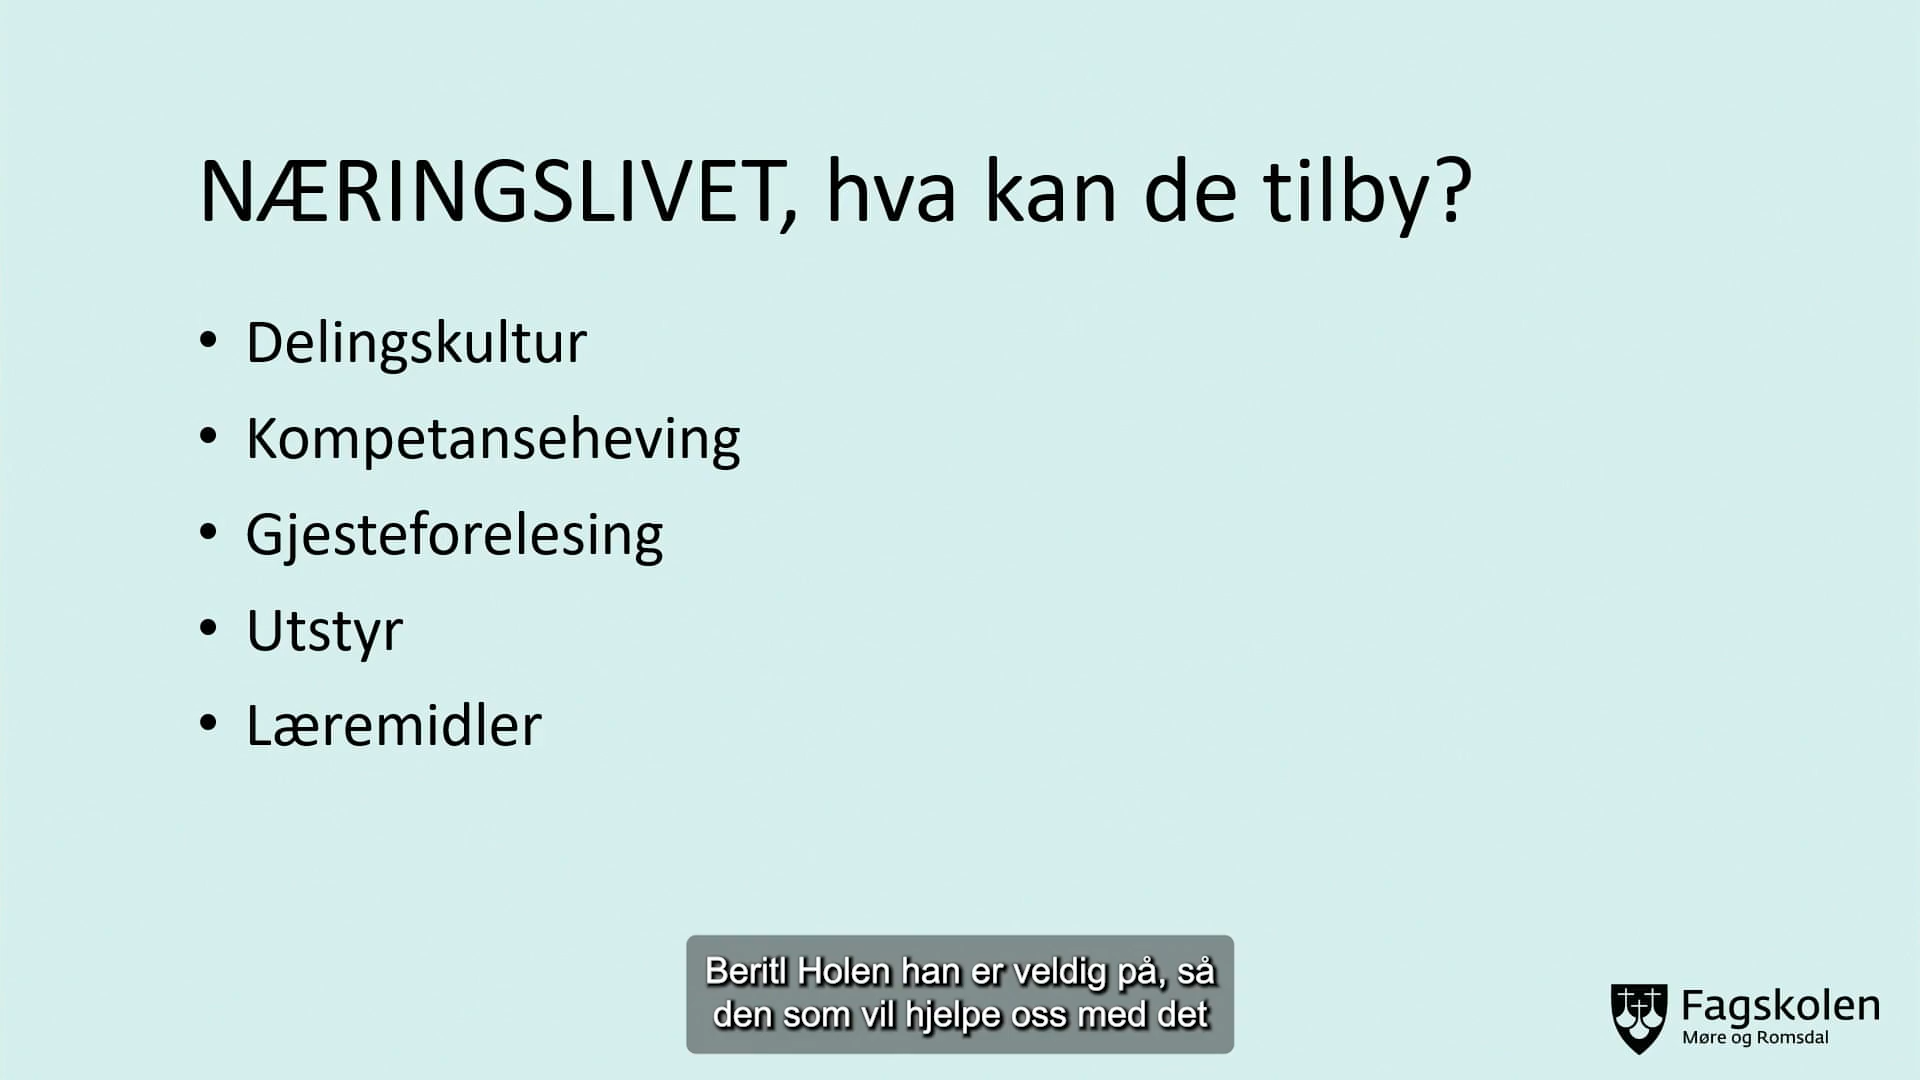 NÆRINGSLIVET, hva kan de tilby?
• Delingskultur
• Kompetanseheving
• Gjesteforelesing
• Utstyr
• Læremidler
Beritl Holen han er veldig på, så
den som vil hjelpe oss med det
Fagskolen
Møre og Romsdal